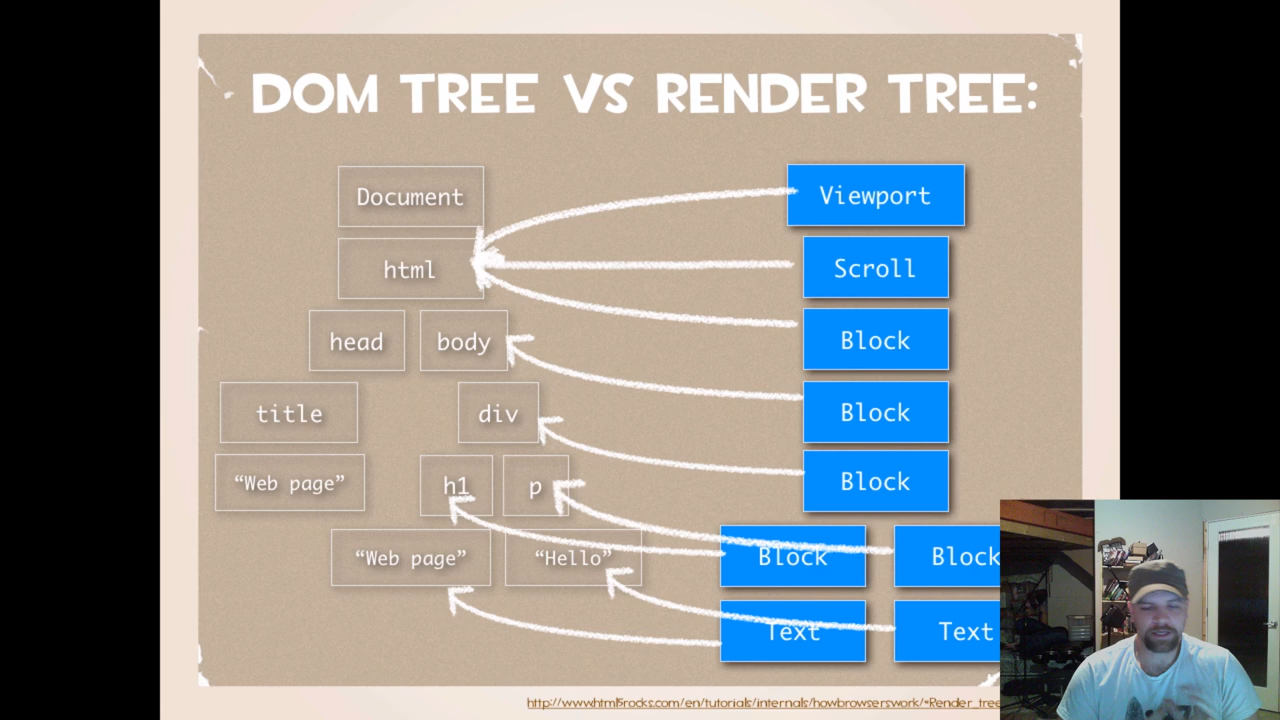 DOM TREE VS RENDER TREE:
Document Viewport
html Scroll
head body Block
title div Block
“Web page” h1 p Block
“Web page” “Hello” Block Block
Text Text
http://www.html5rocks.com/en/tutorials/internals/howbrowserswork/#Render_tree